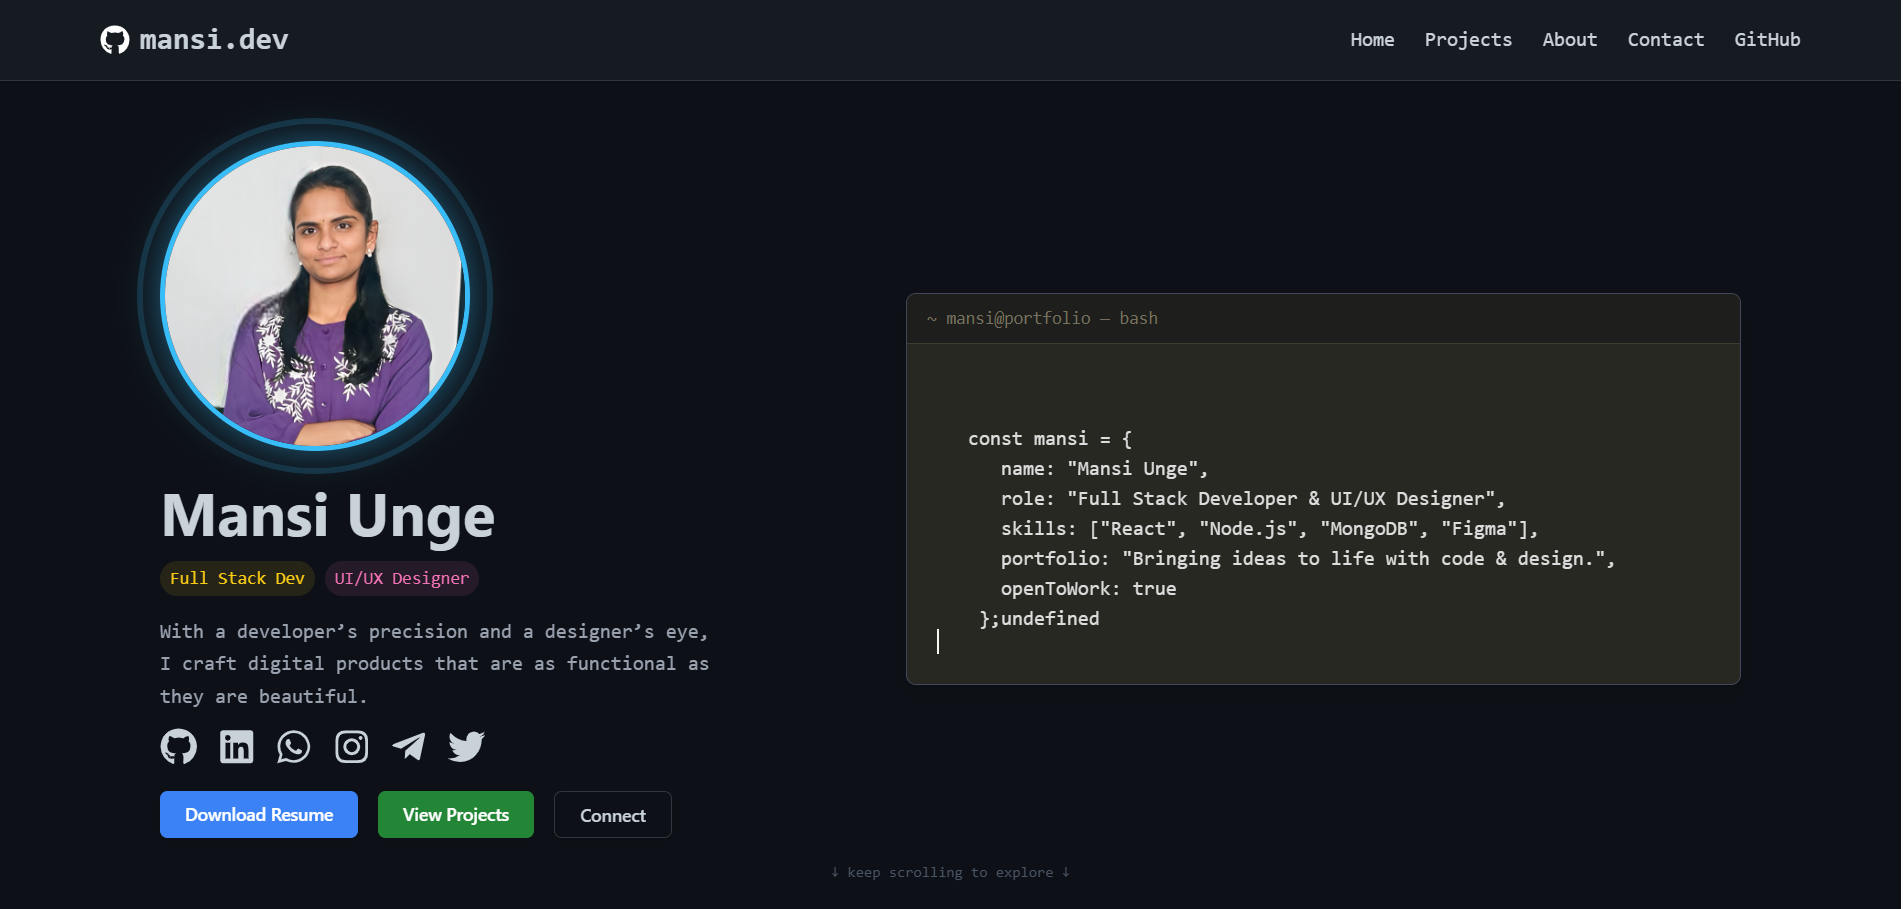 mansi.dev
Home Projects About Contact GitHub
Mansi Unge
Full Stack Dev UI/UX Designer
With a developer’s precision and a designer’s eye,
I craft digital products that are as functional as
they are beautiful.
Download Resume View Projects Connect
~ mansi@portfolio — bash
const mansi = {
name: "Mansi Unge",
role: "Full Stack Developer & UI/UX Designer",
skills: ["React", "Node.js", "MongoDB", "Figma"],
portfolio: "Bringing ideas to life with code & design.",
openToWork: true
};undefined
↓ keep scrolling to explore ↓